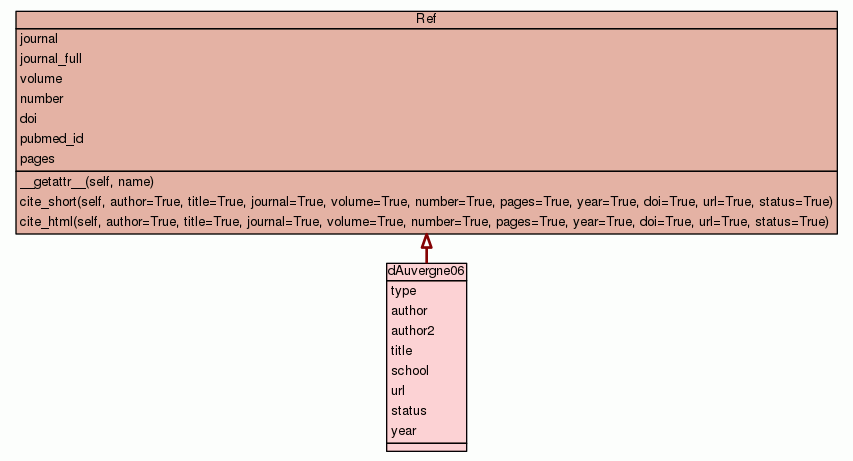 Ref
journal
journal_full
volume
number
doi
pubmed_id
pages
__getattr__(self, name)
cite_short(self, author=True, title=True, journal=True, volume=True, number=True, pages=True, year=True, doi=True, url=True, status=True)
cite_html(self, author=True, title=True, journal=True, volume=True, number=True, pages=True, year=True, doi=True, url=True, status=True)
dAuvergne06
type
author
author2
title
school
url
status
year